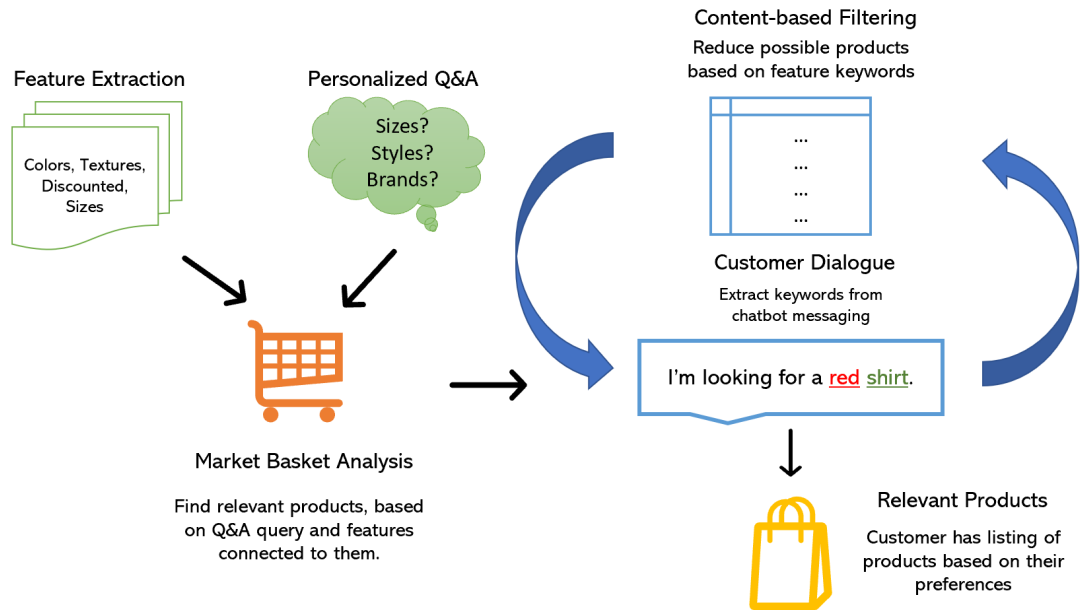 Feature Extraction
Colors, Textures,
Discounted,
Sizes
Personalized Q&A
Sizes?
Styles?
Brands?
Market Basket Analysis
Find relevant products, based
on Q&A query and features
connected to them.
Content-based Filtering
Reduce possible products
based on feature keywords
...
...
...
...
Customer Dialogue
Extract keywords from
chatbot messaging
I'm looking for a red shirt.
Relevant Products
Customer has listing of
products based on their
preferences